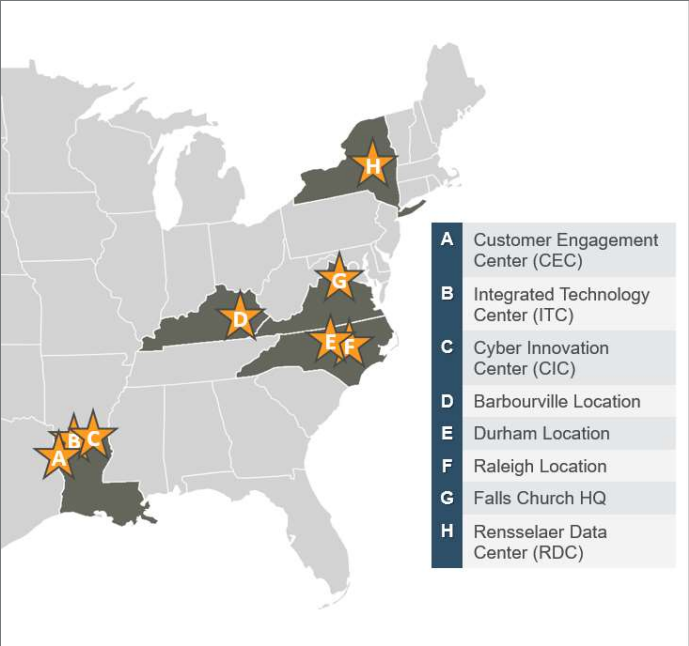 H
G
D
E F
B C
A
A Customer Engagement
Center (CEC)
B Integrated Technology
Center (ITC)
C Cyber Innovation
Center (CIC)
D Barbourville Location
E Durham Location
F Raleigh Location
G Falls Church HQ
H Rensselaer Data
Center (RDC)